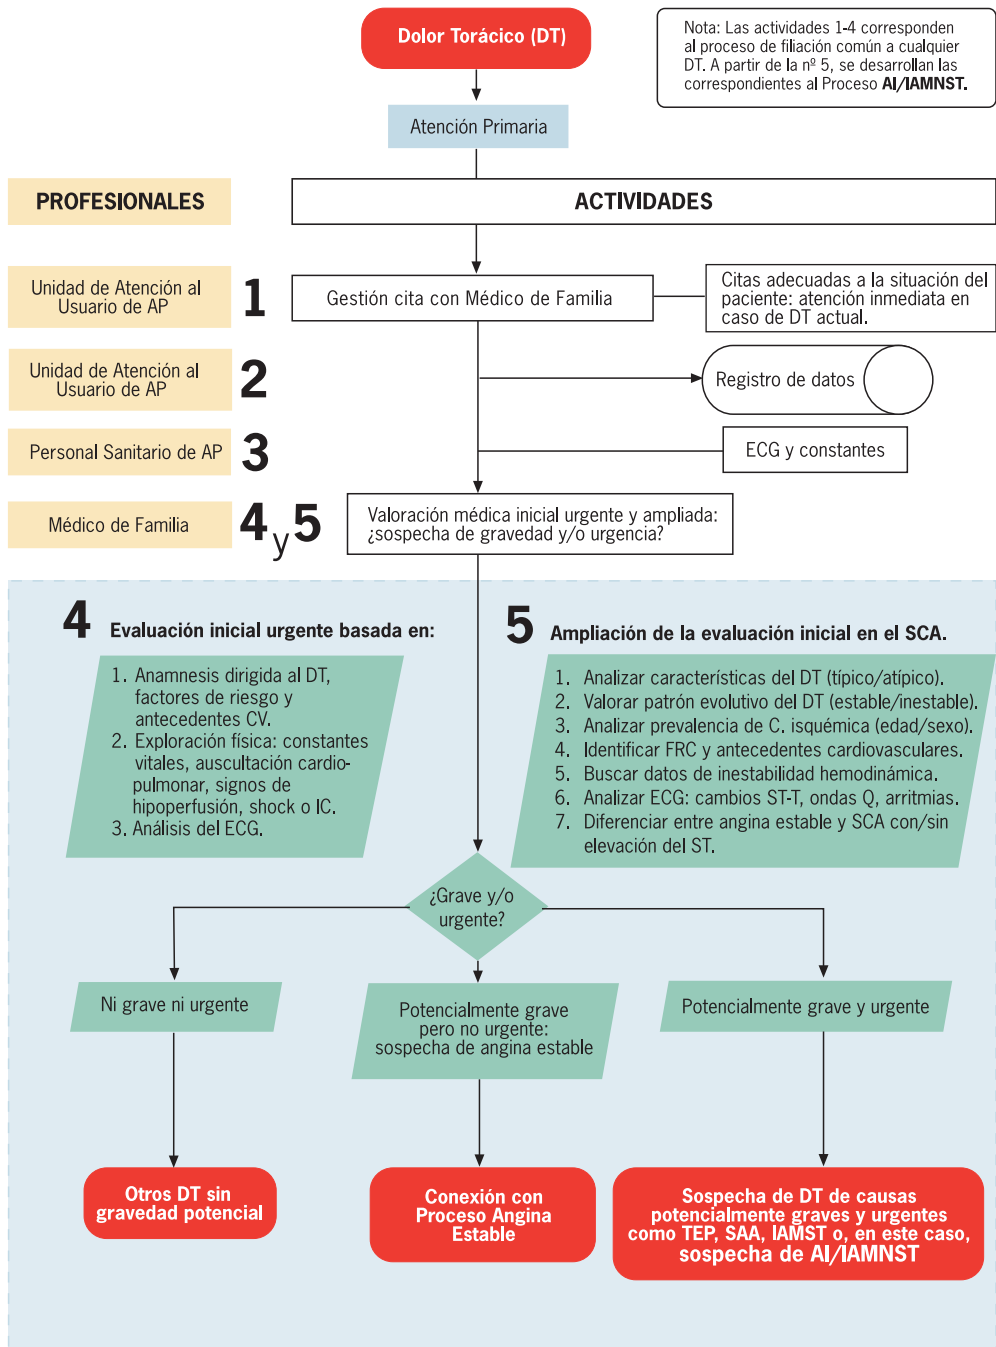 Dolor Torácico (DT)
Nota: Las actividades 1-4 corresponden
al proceso de filiación común a cualquier
DT. A partir de la nº 5, se desarrollan las
correspondientes al Proceso AI/IAMNST.
Atención Primaria
PROFESIONALES
ACTIVIDADES
Unidad de Atención al
Usuario de AP
1
Gestión cita con Médico de Familia
Citas adecuadas a la situación del
paciente: atención inmediata en
caso de DT actual.
Unidad de Atención al
Usuario de AP
2
Registro de datos
Personal Sanitario de AP
3
ECG y constantes
Médico de Familia
4 y 5
Valoración médica inicial urgente y ampliada:
¿sospecha de gravedad y/o urgencia?
4 Evaluación inicial urgente basada en:
1. Anamnesis dirigida al DT,
factores de riesgo y
antecedentes CV.
2. Exploración física: constantes
vitales, auscultación cardio-
pulmonar, signos de
hipoperfusión, shock o IC.
3. Análisis del ECG.
5 Ampliación de la evaluación inicial en el SCA.
1. Analizar características del DT (típico/atípico).
2. Valorar patrón evolutivo del DT (estable/inestable).
3. Analizar prevalencia de C. isquémica (edad/sexo).
4. Identificar FRC y antecedentes cardiovasculares.
5. Buscar datos de inestabilidad hemodinámica.
6. Analizar ECG: cambios ST-T, ondas Q, arritmias.
7. Diferenciar entre angina estable y SCA con/sin
elevación del ST.
¿Grave y/o
urgente?
Ni grave ni urgente
Potencialmente grave
pero no urgente:
sospecha de angina estable
Potencialmente grave y urgente
Otros DT sin
gravedad potencial
Conexión con
Proceso Angina
Estable
Sospecha de DT de causas
potencialmente graves y urgentes
como TEP, SAA, IAMST o, en este caso,
sospecha de AI/IAMNST